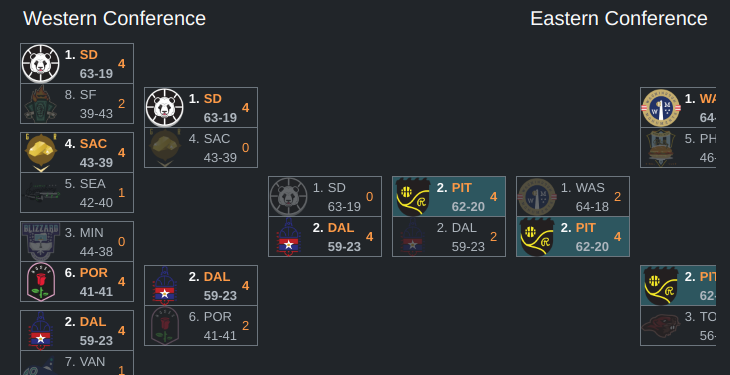 Western Conference
Eastern Conference
1. SD 4
63-19
8. SF 2
39-43
4. SAC 4
43-39
5. SEA 1
42-40
3. MIN 0
44-38
6. POR 4
41-41
2. DAL 4
59-23
7. VAN 1
1. SD 4
63-19
4. SAC 0
43-39
2. DAL 4
59-23
6. POR 2
41-41
1. SD 0
63-19
2. DAL 4
59-23
2. PIT 4
62-20
2. DAL 2
59-23
1. WAS 2
64-18
2. PIT 4
62-20
1. WA
64-
5. PH
46-
2. PIT
62-
3. TO
56-